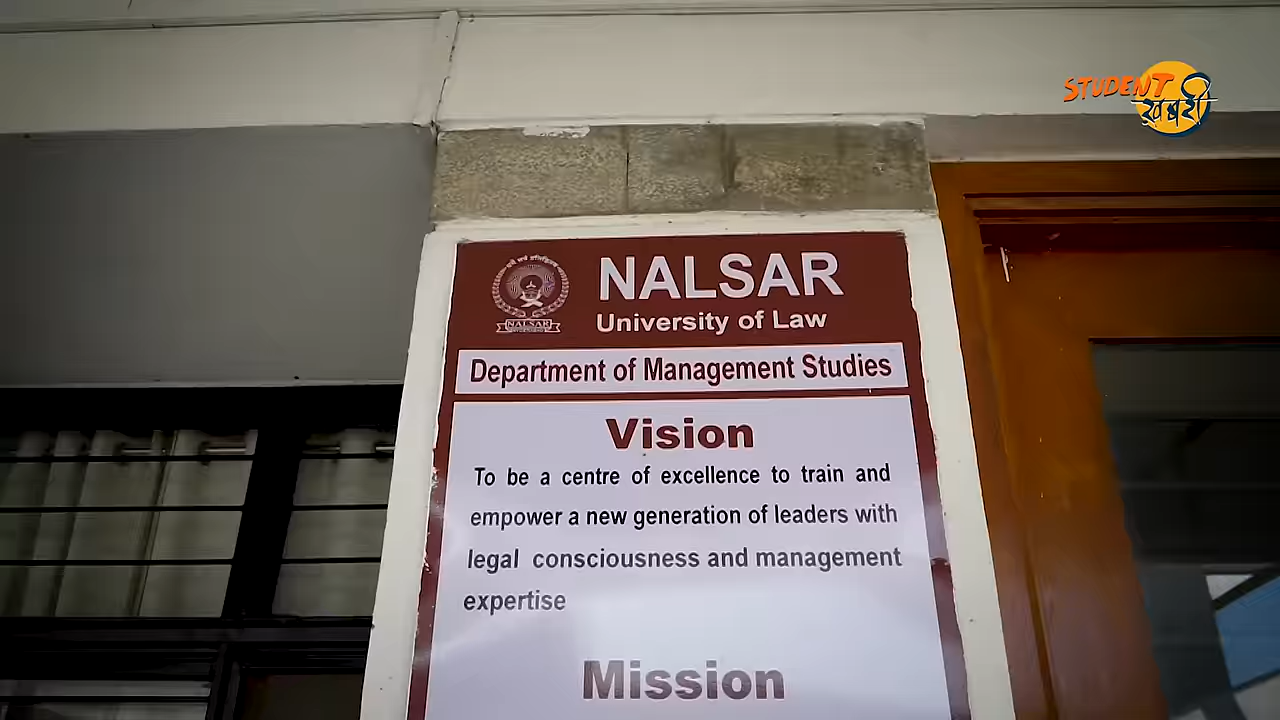 STUDENT
खबरी
NALSAR
University of Law
NALSAR
Department of Management Studies
Vision
To be a centre of excellence to train and
empower a new generation of leaders with
legal consciousness and management
expertise
Mission